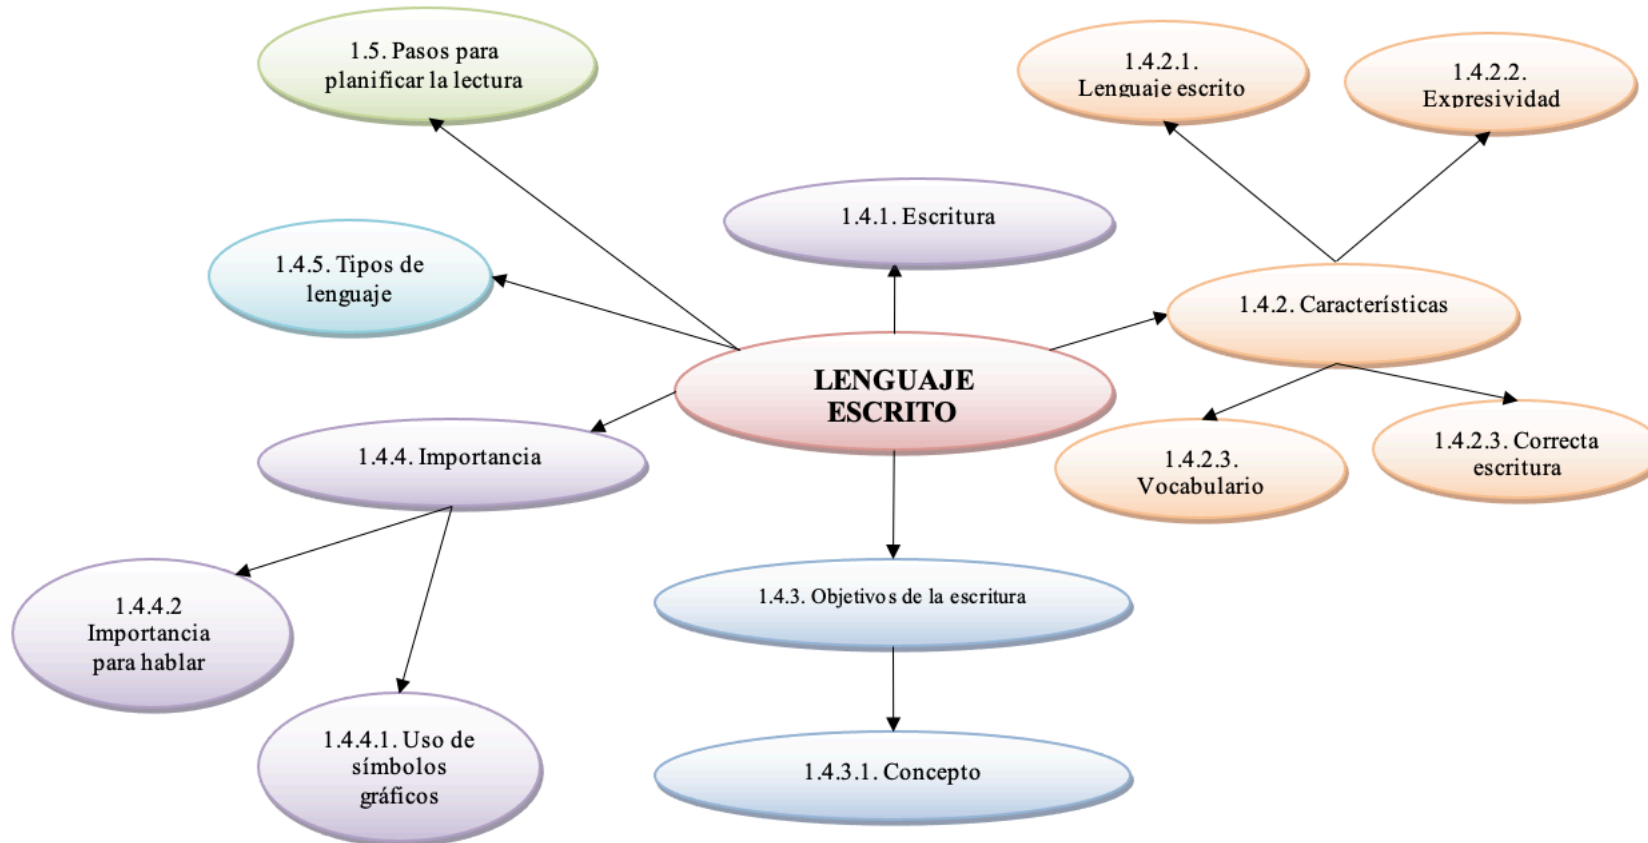 1.5. Pasos para
planificar la lectura
1.4.2.1.
Lenguaje escrito
1.4.2.2.
Expresividad
1.4.1. Escritura
1.4.5. Tipos de
lenguaje
1.4.2. Características
LENGUAJE
ESCRITO
1.4.4. Importancia
1.4.2.3.
Vocabulario
1.4.2.3. Correcta
escritura
1.4.3. Objetivos de la escritura
1.4.4.2
Importancia
para hablar
1.4.4.1. Uso de
símbolos
gráficos
1.4.3.1. Concepto